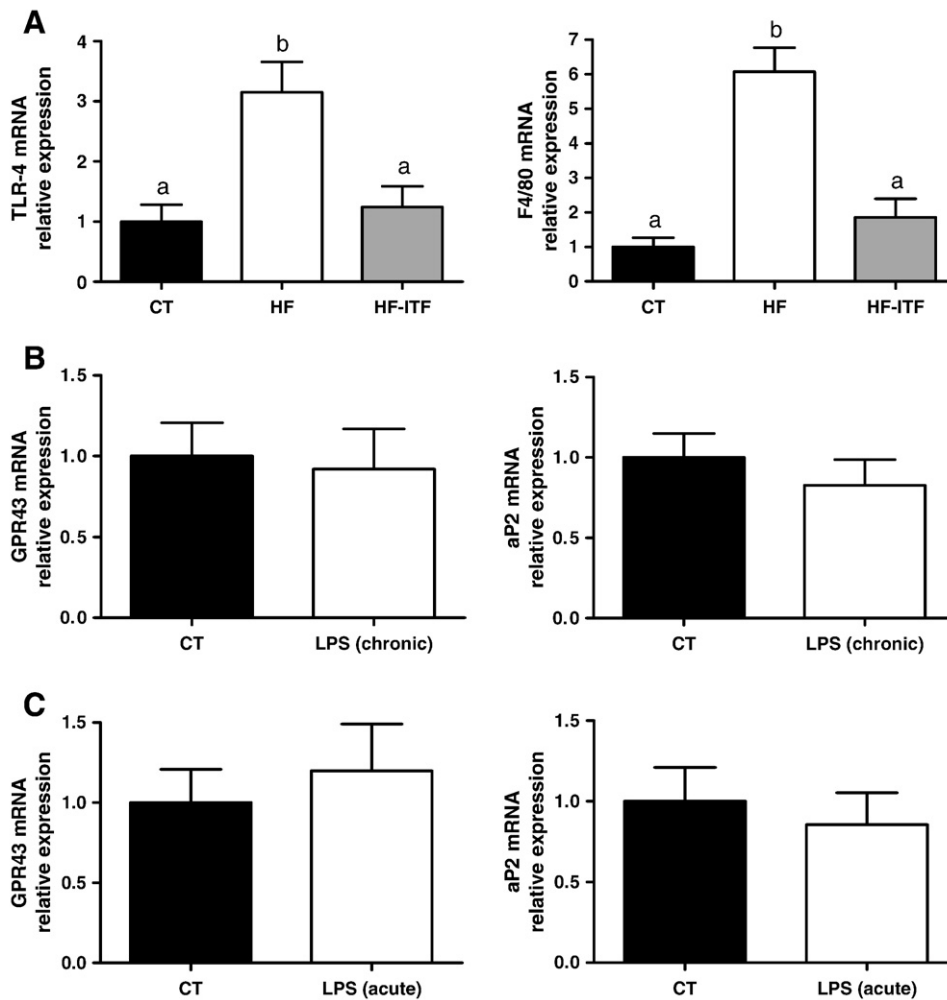 A
TLR-4 mRNA
relative expression
4
3
2
1
0
a
b
a
CT
HF
HF-ITF
F4/80 mRNA
relative expression
7
6
5
4
3
2
1
0
a
b
a
CT
HF
HF-ITF
B
GPR43 mRNA
relative expression
1.5
1.0
0.5
0.0
CT
LPS (chronic)
aP2 mRNA
relative expression
1.5
1.0
0.5
0.0
CT
LPS (chronic)
C
GPR43 mRNA
relative expression
1.5
1.0
0.5
0.0
CT
LPS (acute)
aP2 mRNA
relative expression
1.5
1.0
0.5
0.0
CT
LPS (acute)